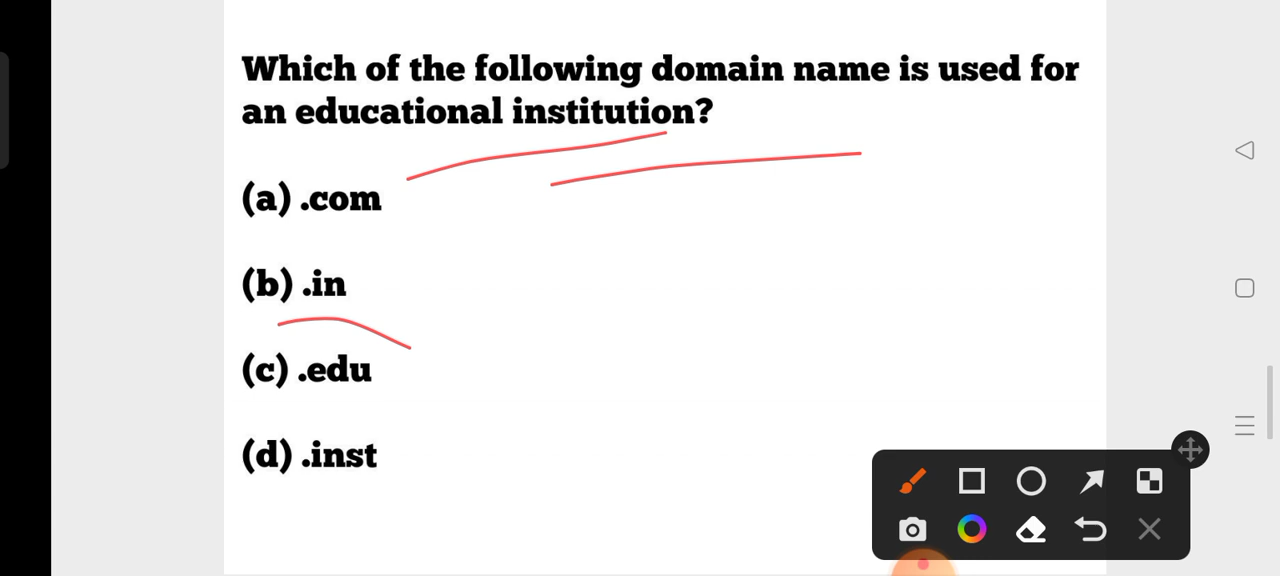 Which of the following domain name is used for
an educational institution?
(a) .com
(b) .in
(c) .edu
(d) .inst